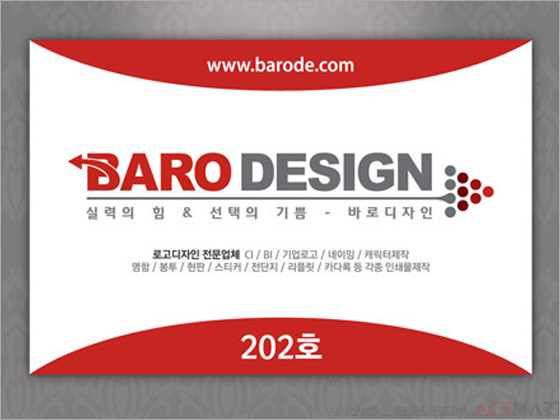 www.barode.com
BARO DESIGN
실력의 힘 & 선택의 기쁨 - 바로디자인
로고디자인 전문업체 CI / BI / 기업로고 / 네이밍 / 캐릭터제작
명함 / 봉투 / 현판 / 스티커 / 전단지 / 리플릿 / 카다록 등 각종 인쇄물제작
202호